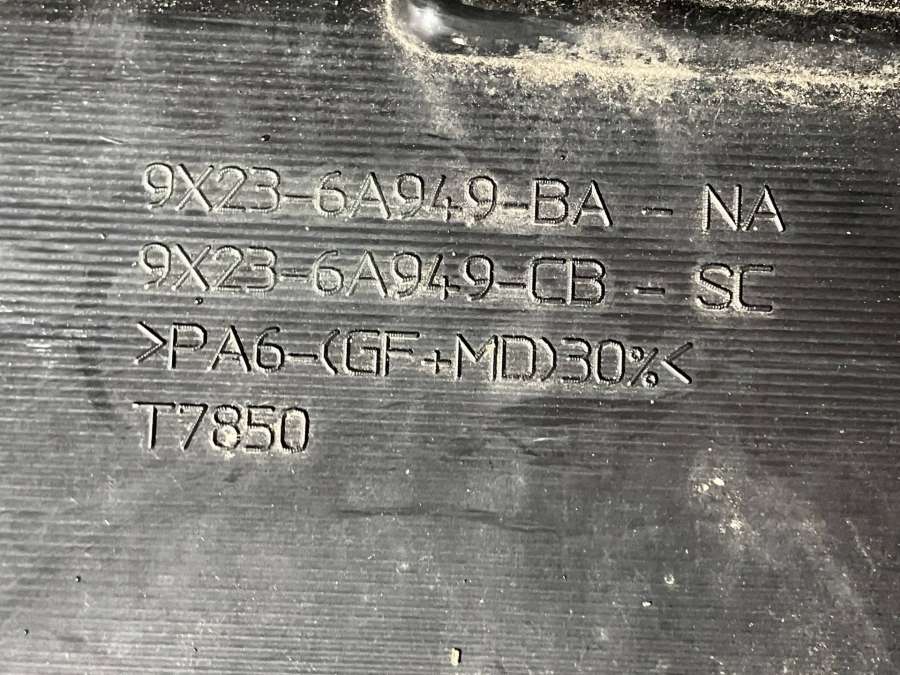 9X23-6A949-BA - NA
9X23-6A949-CB - SC
>PA6-(GF+MD)30%<
T7850